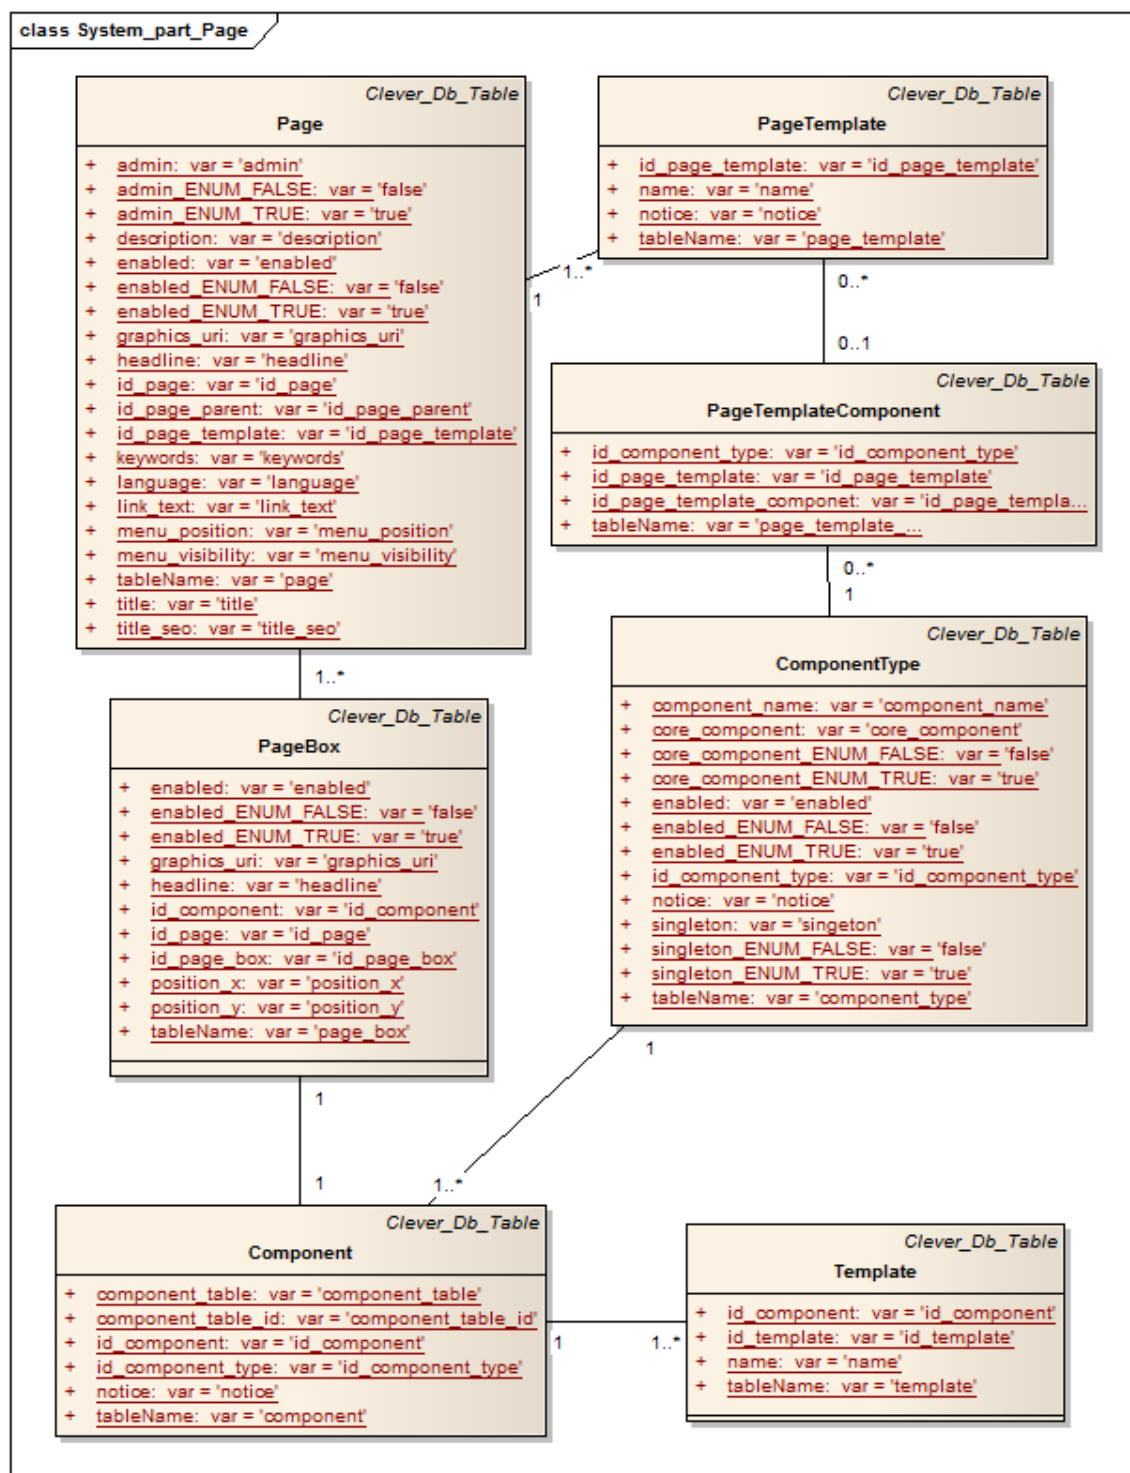 class System_part_Page
Clever_Db_Table
Page
+ admin: var = 'admin'
+ admin_ENUM_FALSE: var = 'false'
+ admin_ENUM_TRUE: var = 'true'
+ description: var = 'description'
+ enabled: var = 'enabled'
+ enabled_ENUM_FALSE: var = 'false'
+ enabled_ENUM_TRUE: var = 'true'
+ graphics_uri: var = 'graphics_uri'
+ headline: var = 'headline'
+ id_page: var = 'id_page'
+ id_page_parent: var = 'id_page_parent'
+ id_page_template: var = 'id_page_template'
+ keywords: var = 'keywords'
+ language: var = 'language'
+ link_text: var = 'link_text'
+ menu_position: var = 'menu_position'
+ menu_visibility: var = 'menu_visibility'
+ tableName: var = 'page'
+ title: var = 'title'
+ title_seo: var = 'title_seo'
Clever_Db_Table
PageTemplate
+ id_page_template: var = 'id_page_template'
+ name: var = 'name'
+ notice: var = 'notice'
+ tableName: var = 'page_template'
1..*
1
0..*
0..1
Clever_Db_Table
PageTemplateComponent
+ id_component_type: var = 'id_component_type'
+ id_page_template: var = 'id_page_template'
+ id_page_template_componet: var = 'id_page_templa...
+ tableName: var = 'page_template_...
0..*
1
1..*
Clever_Db_Table
PageBox
+ enabled: var = 'enabled'
+ enabled_ENUM_FALSE: var = 'false'
+ enabled_ENUM_TRUE: var = 'true'
+ graphics_uri: var = 'graphics_uri'
+ headline: var = 'headline'
+ id_component: var = 'id_component'
+ id_page: var = 'id_page'
+ id_page_box: var = 'id_page_box'
+ position_x: var = 'position_x'
+ position_y: var = 'position_y'
+ tableName: var = 'page_box'
Clever_Db_Table
ComponentType
+ component_name: var = 'component_name'
+ core_component: var = 'core_component'
+ core_component_ENUM_FALSE: var = 'false'
+ core_component_ENUM_TRUE: var = 'true'
+ enabled: var = 'enabled'
+ enabled_ENUM_FALSE: var = 'false'
+ enabled_ENUM_TRUE: var = 'true'
+ id_component_type: var = 'id_component_type'
+ notice: var = 'notice'
+ singleton: var = 'singeton'
+ singleton_ENUM_FALSE: var = 'false'
+ singleton_ENUM_TRUE: var = 'true'
+ tableName: var = 'component_type'
1
1
1
1..*
Clever_Db_Table
Component
+ component_table: var = 'component_table'
+ component_table_id: var = 'component_table_id'
+ id_component: var = 'id_component'
+ id_component_type: var = 'id_component_type'
+ notice: var = 'notice'
+ tableName: var = 'component'
1
1..*
Clever_Db_Table
Template
+ id_component: var = 'id_component'
+ id_template: var = 'id_template'
+ name: var = 'name'
+ tableName: var = 'template'